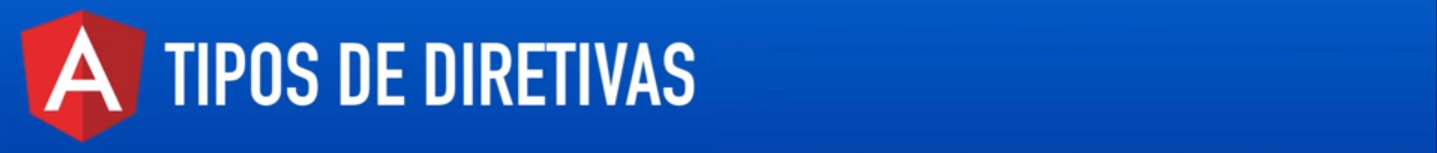 TIPOS DE DIRETIVAS